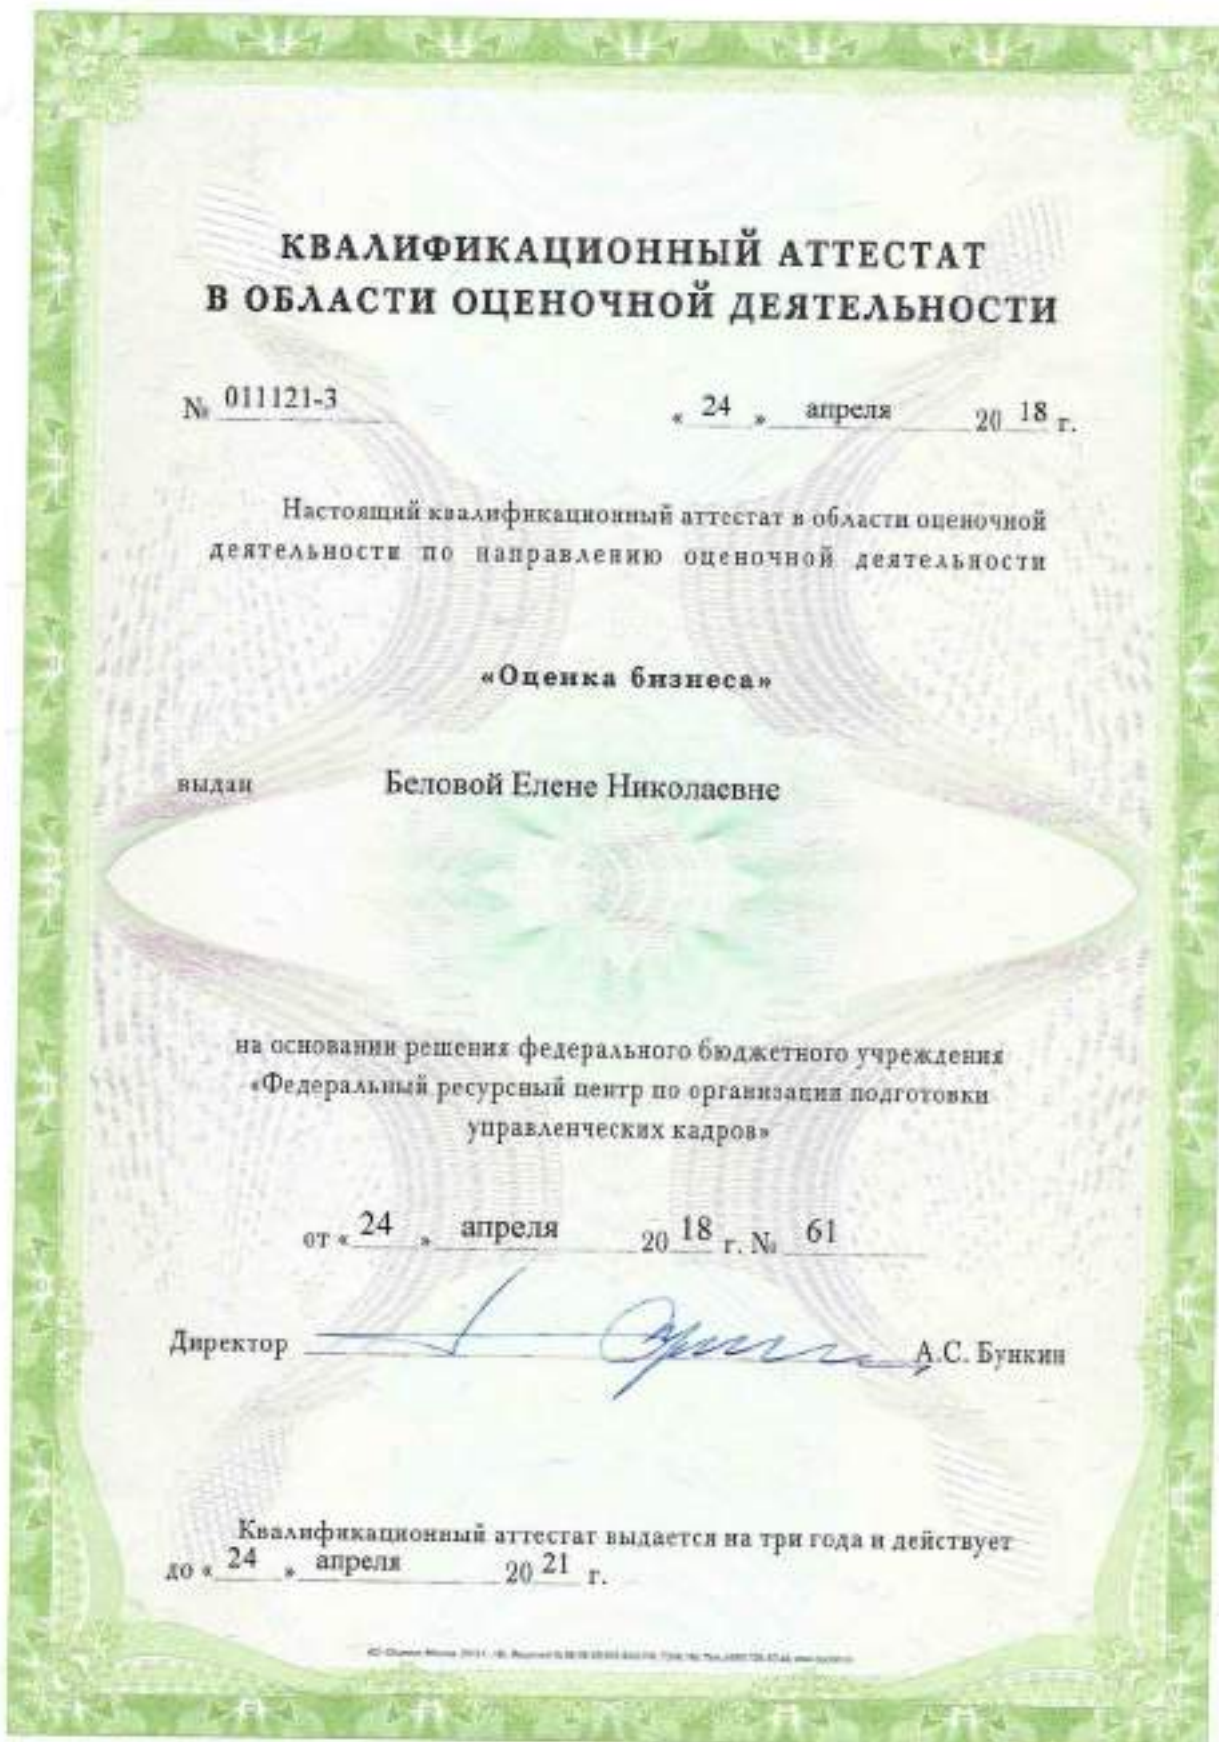 КВАЛИФИКАЦИОННЫЙ АТТЕСТАТ
В ОБЛАСТИ ОЦЕНОЧНОЙ ДЕЯТЕЛЬНОСТИ
№ 011121-3 « 24 » апреля 20 18 г.
Настоящий квалификационный аттестат в области оценочной
деятельности по направлению оценочной деятельности
«Оценка бизнеса»
выдан Беловой Елене Николаевне
на основании решения федерального бюджетного учреждения
«Федеральный ресурсный центр по организации подготовки
управленческих кадров»
от « 24 » апреля 20 18 г. № 61
Директор А.С. Бункин
Квалификационный аттестат выдается на три года и действует
до « 24 » апреля 20 21 г.